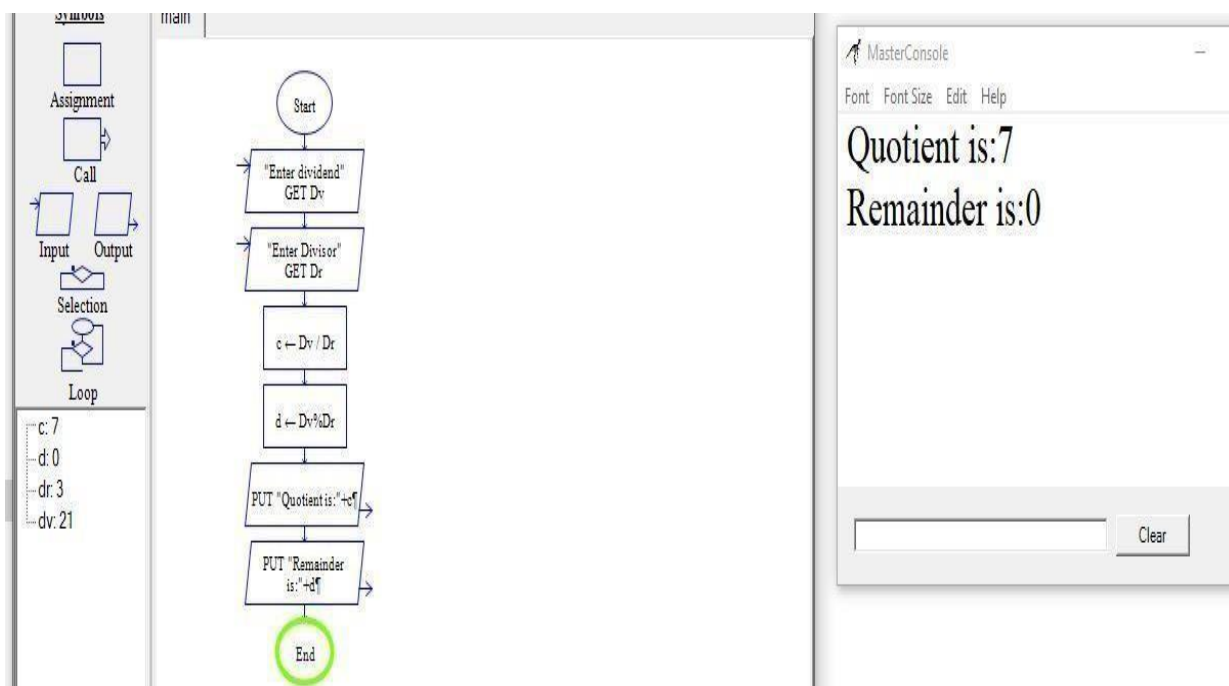 Symbols
Assignment
Call
Input Output
Selection
Loop
c: 7
d: 0
dr: 3
dv: 21
main
Start
"Enter dividend"
GET Dv
"Enter Divisor"
GET Dr
c ← Dv / Dr
d ← Dv%Dr
PUT "Quotient is:"+c¶
PUT "Remainder
is:"+d¶
End
MasterConsole
Font Font Size Edit Help
Quotient is:7
Remainder is:0
Clear